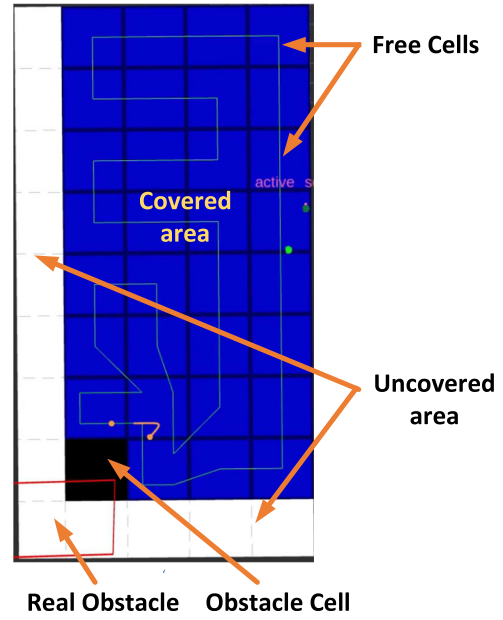 Free Cells
active s
Covered
area
Uncovered
area
Real Obstacle
Obstacle Cell